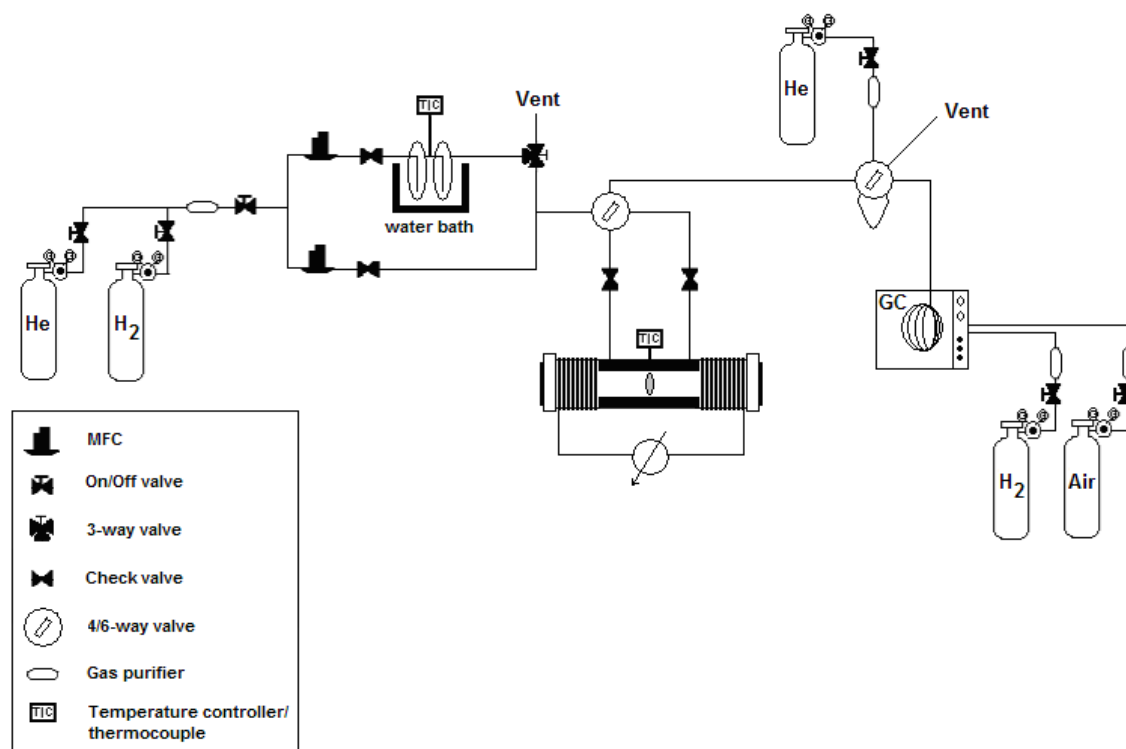 He
Vent
Vent
T|C
water bath
He
H2
GC
T|C
H2
Air
MFC
On/Off valve
3-way valve
Check valve
4/6-way valve
Gas purifier
T|C
Temperature controller/
thermocouple